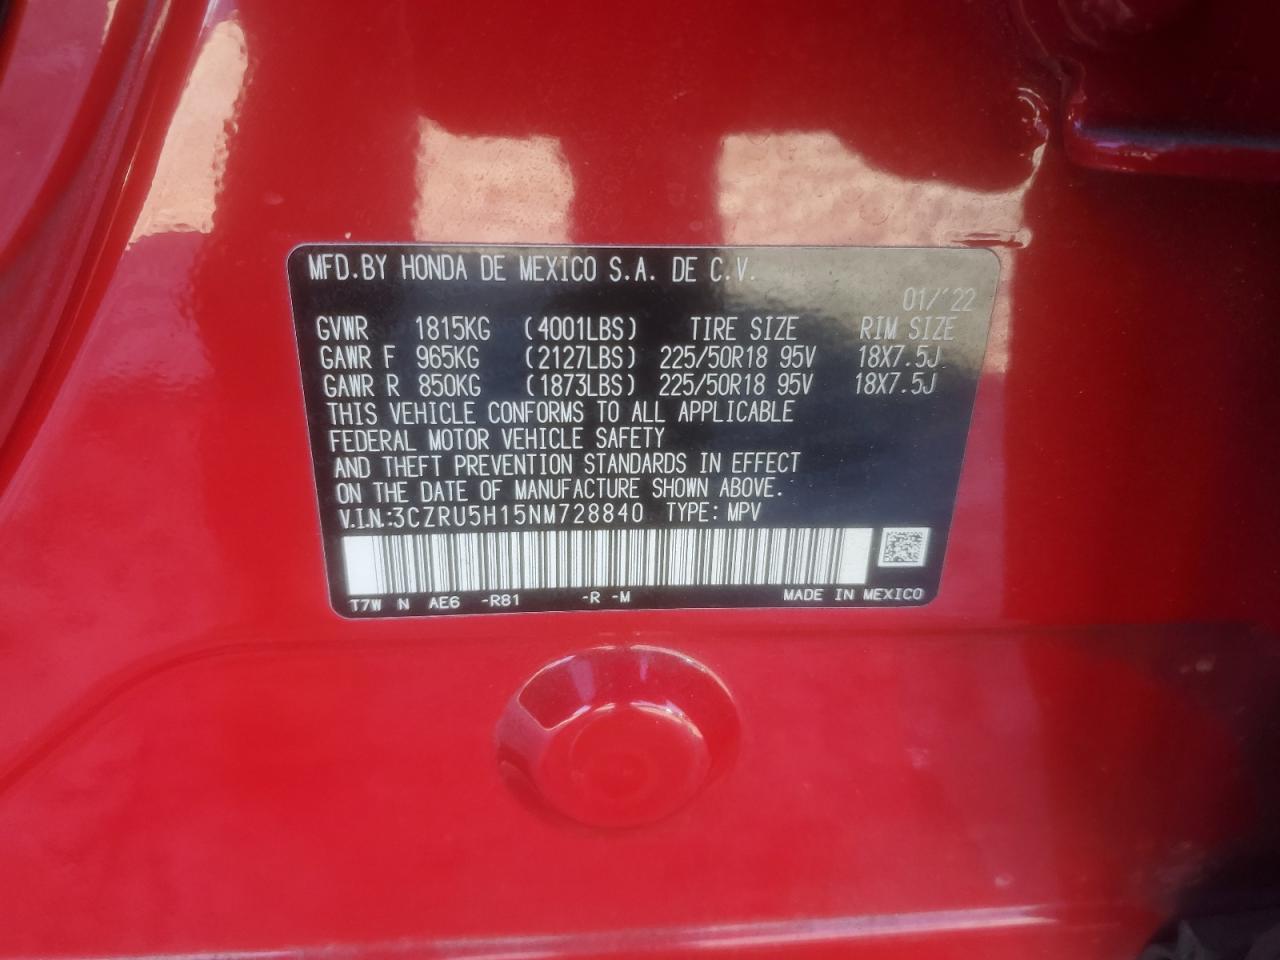 MFD.BY HONDA DE MEXICO S.A. DE C.V.
01/'22
GVWR 1815KG (4001LBS) TIRE SIZE RIM SIZE
GAWR F 965KG (2127LBS) 225/50R18 95V 18X7.5J
GAWR R 850KG (1873LBS) 225/50R18 95V 18X7.5J
THIS VEHICLE CONFORMS TO ALL APPLICABLE
FEDERAL MOTOR VEHICLE SAFETY
AND THEFT PREVENTION STANDARDS IN EFFECT
ON THE DATE OF MANUFACTURE SHOWN ABOVE.
V.I.N.:3CZRU5H15NM728840 TYPE: MPV
T7W N AE6 -R81 -R -M MADE IN MEXICO